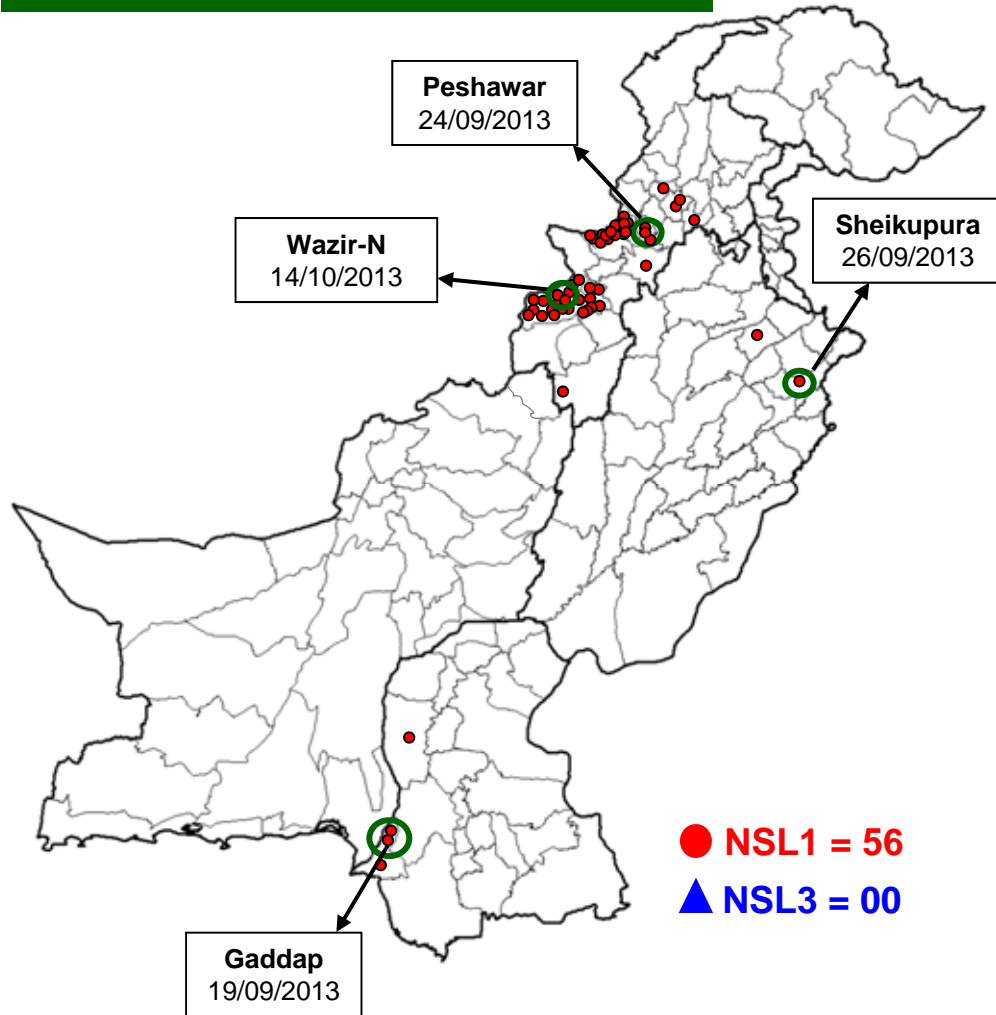 Peshawar
24/09/2013
Sheikupura
26/09/2013
Wazir-N
14/10/2013
NSL1 = 56
NSL3 = 00
Gaddap
19/09/2013